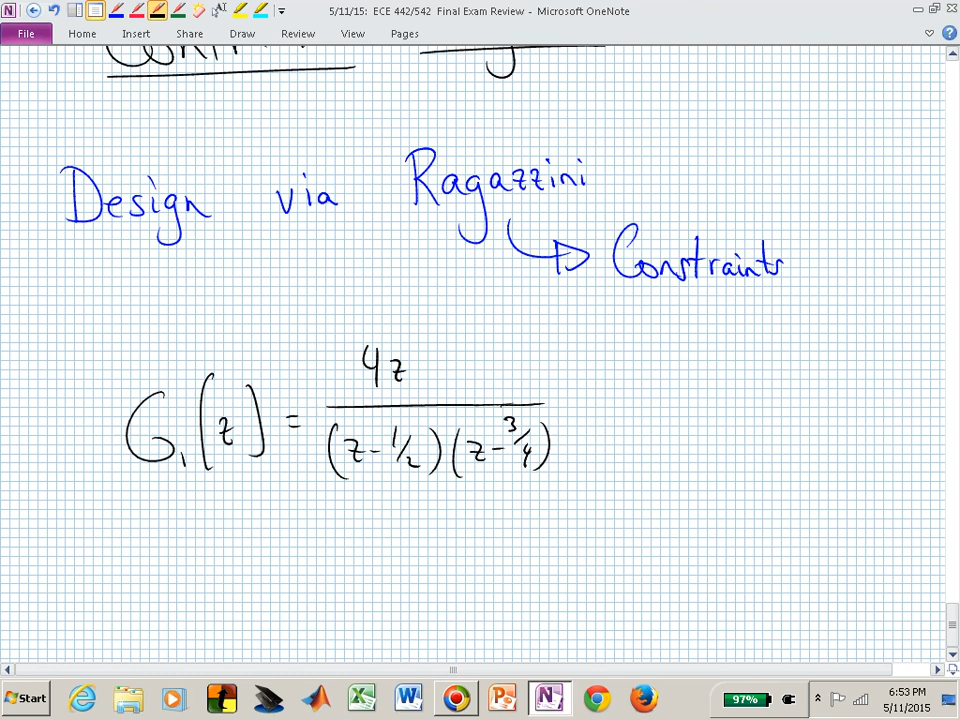 5/11/15: ECE 442/542 Final Exam Review - Microsoft OneNote
File Home Insert Share Draw Review View Pages
Design via Ragazzini
Constraints
G₁(z) = 4z / (z - 1/2)(z - 3/4)
Start
97%
6:53 PM
5/11/2015